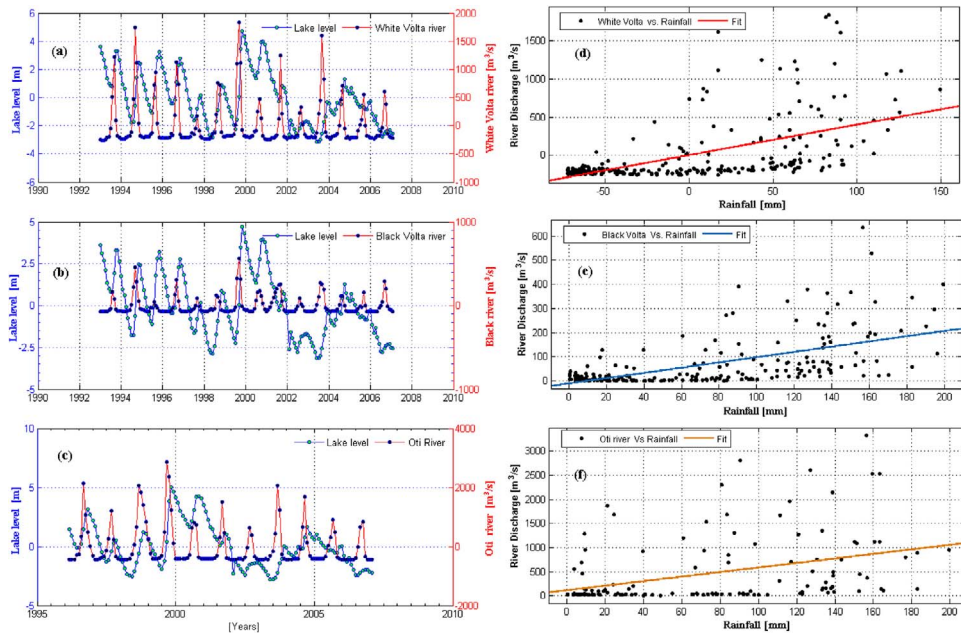 (a)
Lake level
White Volta river
Lake level [m]
6
4
2
0
-2
-4
-6
White Volta river [m³/s]
2000
1500
1000
500
0
-500
-1000
1990 1992 1994 1996 1998 2000 2002 2004 2006 2008 2010
(b)
Lake level
Black Volta river
Lake level [m]
5
2.5
0
-2.5
-5
Black river [m³/s]
1000
500
0
-500
-1000
1990 1992 1994 1996 1998 2000 2002 2004 2006 2008 2010
(c)
Lake level
Oti River
Lake level [m]
10
5
0
-5
Oti river [m³/s]
4000
2000
0
-2000
1995 2000 2005 2010
[Years]
White Volta vs. Rainfall
Fit
(d)
River Discharge [m³/s]
1500
1000
500
0
-50 0 50 100 150
Rainfall [mm]
Black Volta Vs. Rainfall
Fit
(e)
River Discharge [m³/s]
600
500
400
300
200
100
0
0 20 40 60 80 100 120 140 160 180 200
Rainfall [mm]
Oti river Vs Rainfall
Fit
(f)
River Discharge [m³/s]
3000
2500
2000
1500
1000
500
0
0 20 40 60 80 100 120 140 160 180 200
Rainfall [mm]